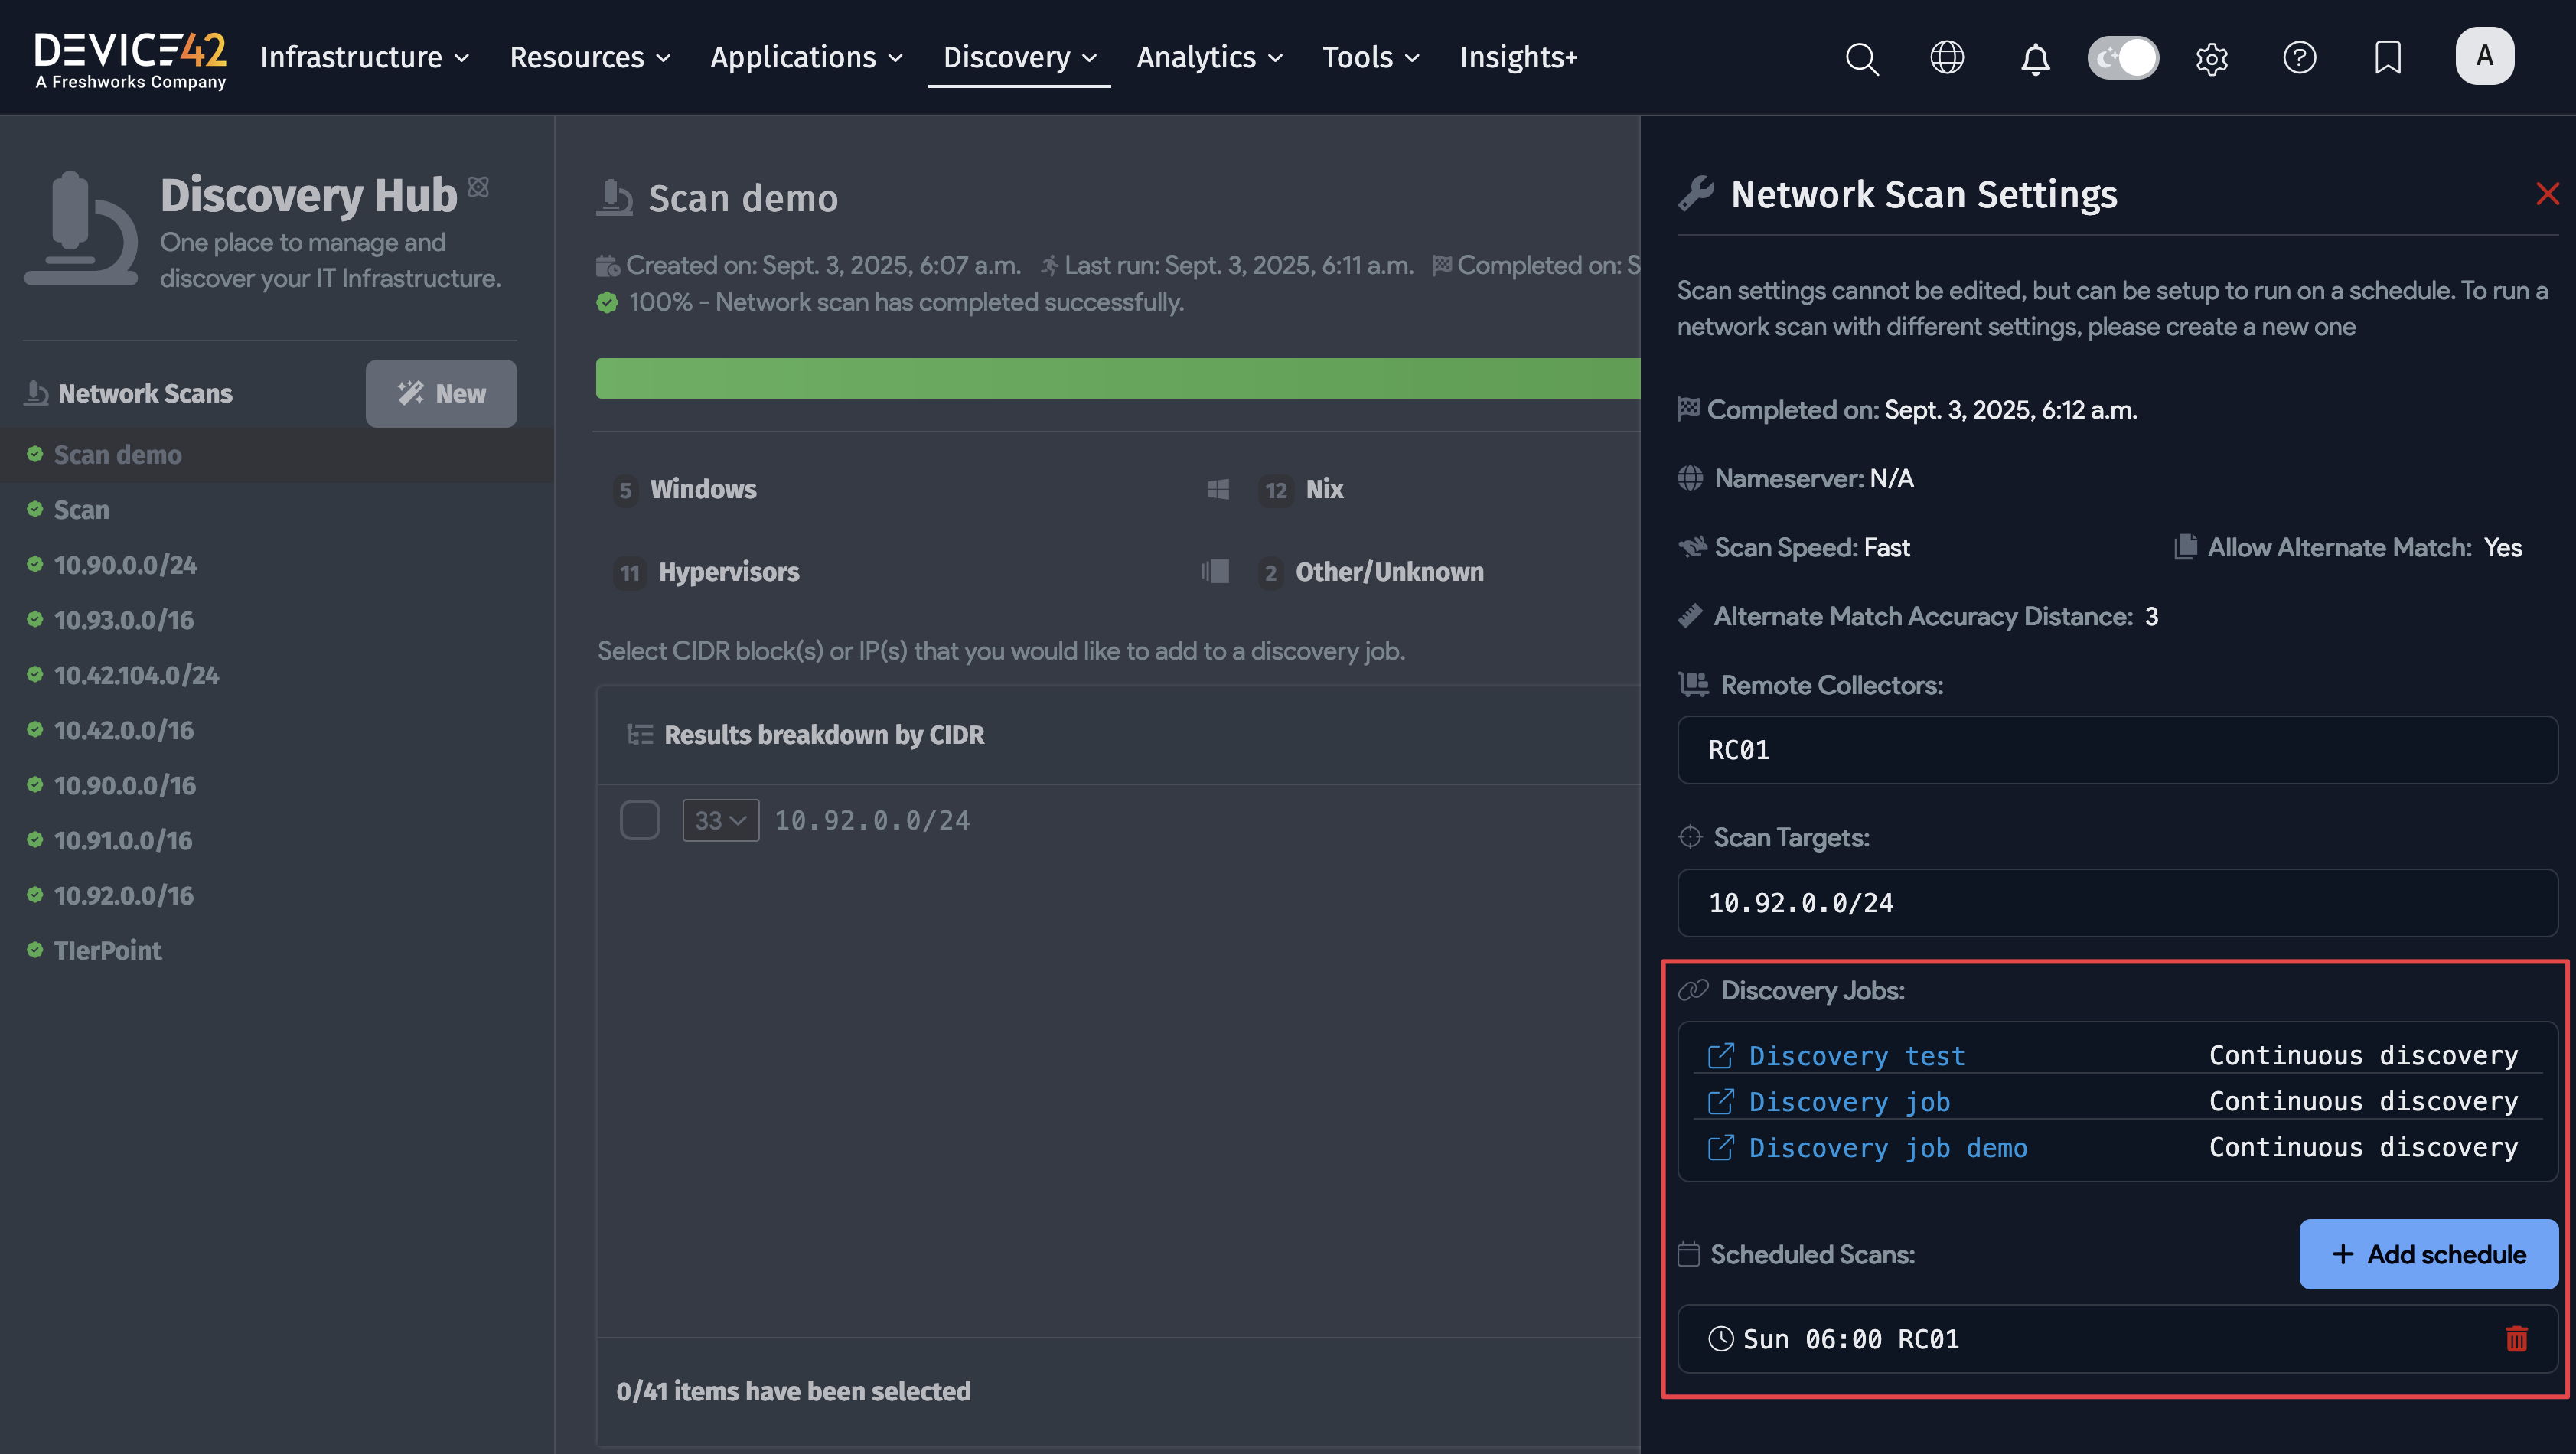 DEVICE42
A Freshworks Company
Infrastructure
Resources
Applications
Discovery
Analytics
Tools
Insights+
A
Discovery Hub
One place to manage and
discover your IT Infrastructure.
Network Scans
New
Scan demo
Scan
10.90.0.0/24
10.93.0.0/16
10.42.104.0/24
10.42.0.0/16
10.90.0.0/16
10.91.0.0/16
10.92.0.0/16
TIerPoint
Scan demo
Created on: Sept. 3, 2025, 6:07 a.m. Last run: Sept. 3, 2025, 6:11 a.m. Completed on: S
100% - Network scan has completed successfully.
5 Windows
12 Nix
11 Hypervisors
2 Other/Unknown
Select CIDR block(s) or IP(s) that you would like to add to a discovery job.
Results breakdown by CIDR
33 10.92.0.0/24
0/41 items have been selected
Network Scan Settings
Scan settings cannot be edited, but can be setup to run on a schedule. To run a
network scan with different settings, please create a new one
Completed on: Sept. 3, 2025, 6:12 a.m.
Nameserver: N/A
Scan Speed: Fast
Allow Alternate Match: Yes
Alternate Match Accuracy Distance: 3
Remote Collectors:
RC01
Scan Targets:
10.92.0.0/24
Discovery Jobs:
Discovery test Continuous discovery
Discovery job Continuous discovery
Discovery job demo Continuous discovery
Scheduled Scans:
+ Add schedule
Sun 06:00 RC01